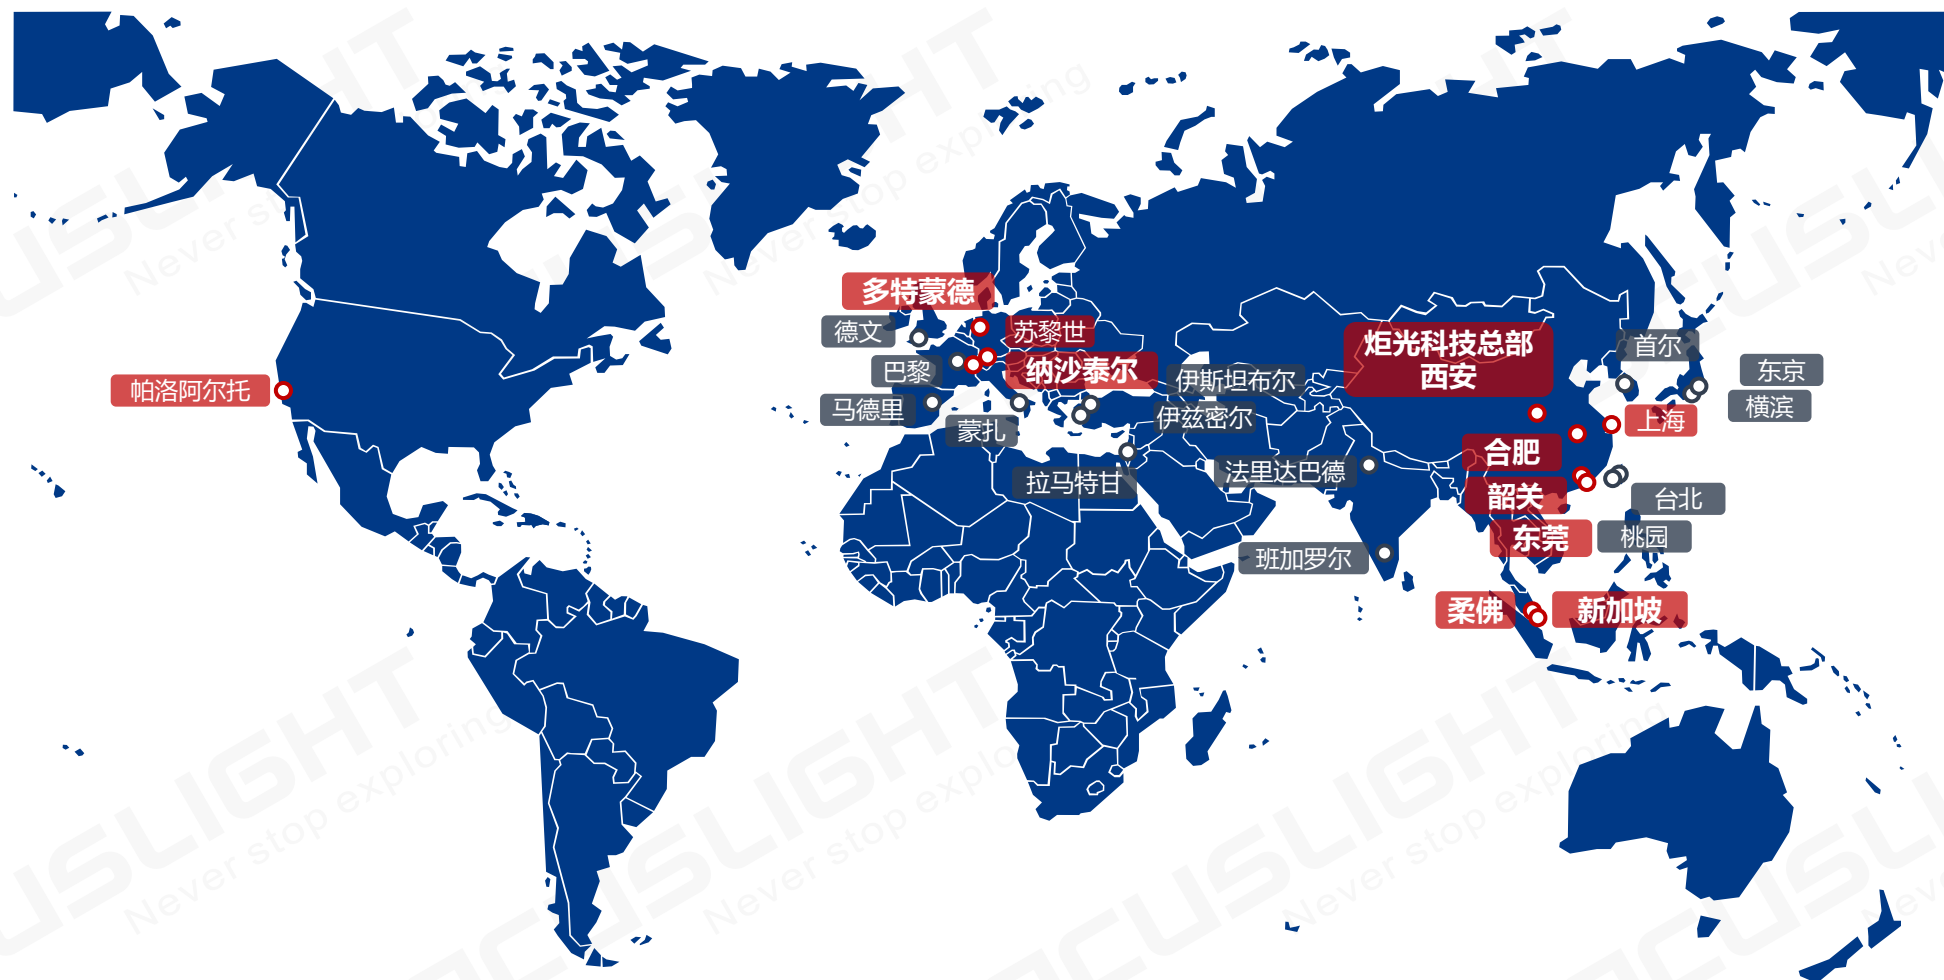 多特蒙德
德文
苏黎世
巴黎
纳沙泰尔
帕洛阿尔托
马德里
蒙扎
伊斯坦布尔
伊兹密尔
拉马特甘
法里达巴德
班加罗尔
炬光科技总部
西安
首尔
东京
横滨
上海
合肥
韶关
台北
东莞
桃园
柔佛
新加坡
FOCUSLIGHT
Never stop exploring